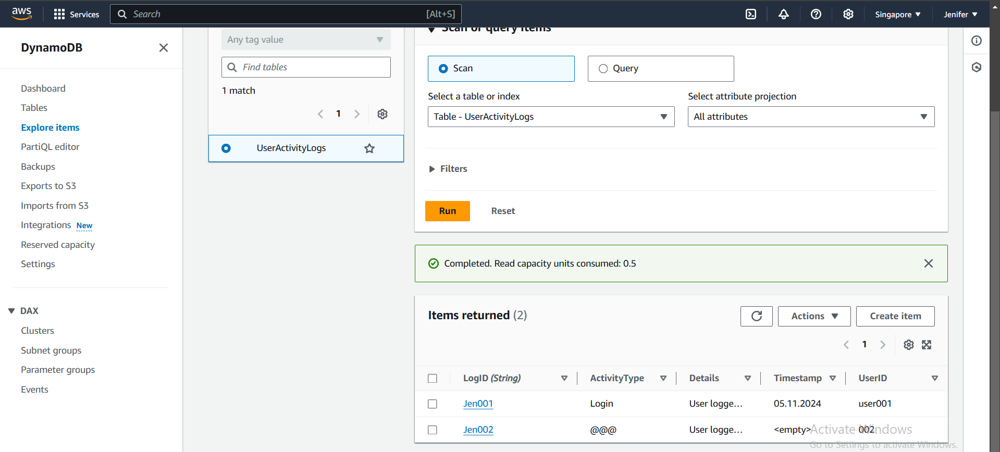 aws
Services
Search
[Alt+S]
Singapore
Jenifer
DynamoDB
Dashboard
Tables
Explore items
PartiQL editor
Backups
Exports to S3
Imports from S3
Integrations New
Reserved capacity
Settings
DAX
Clusters
Subnet groups
Parameter groups
Events
Any tag value
Find tables
1 match
1
UserActivityLogs
Scan or query items
Scan
Query
Select a table or index
Select attribute projection
Table - UserActivityLogs
All attributes
Filters
Run
Reset
Completed. Read capacity units consumed: 0.5
Items returned (2)
Actions
Create item
1
LogID (String) ActivityType Details Timestamp UserID
Jen001 Login User logge... 05.11.2024 user001
Jen002 @@@ User logge... <empty> 002
Activate Windows
Go to Settings to activate Windows.